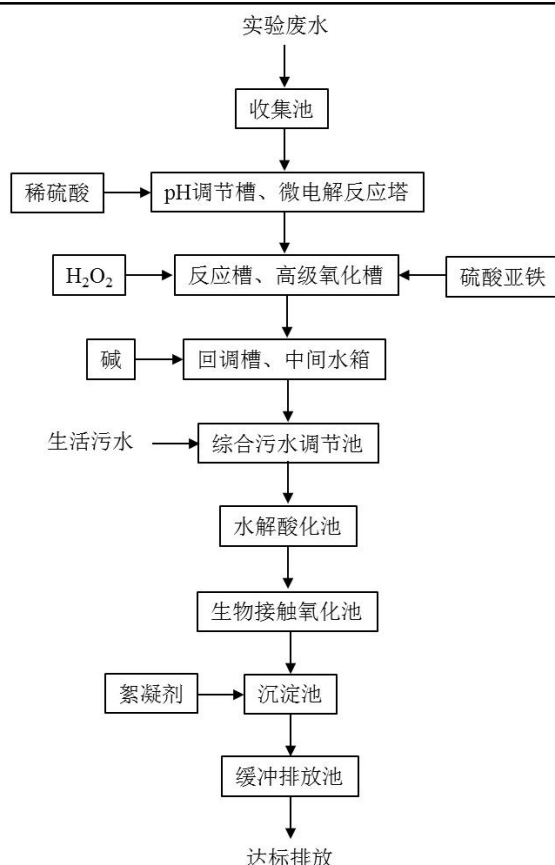 实验废水
收集池
稀硫酸
pH调节槽、微电解反应塔
H₂O₂
反应槽、高级氧化槽
硫酸亚铁
碱
回调槽、中间水箱
生活污水
综合污水调节池
水解酸化池
生物接触氧化池
絮凝剂
沉淀池
缓冲排放池
达标排放